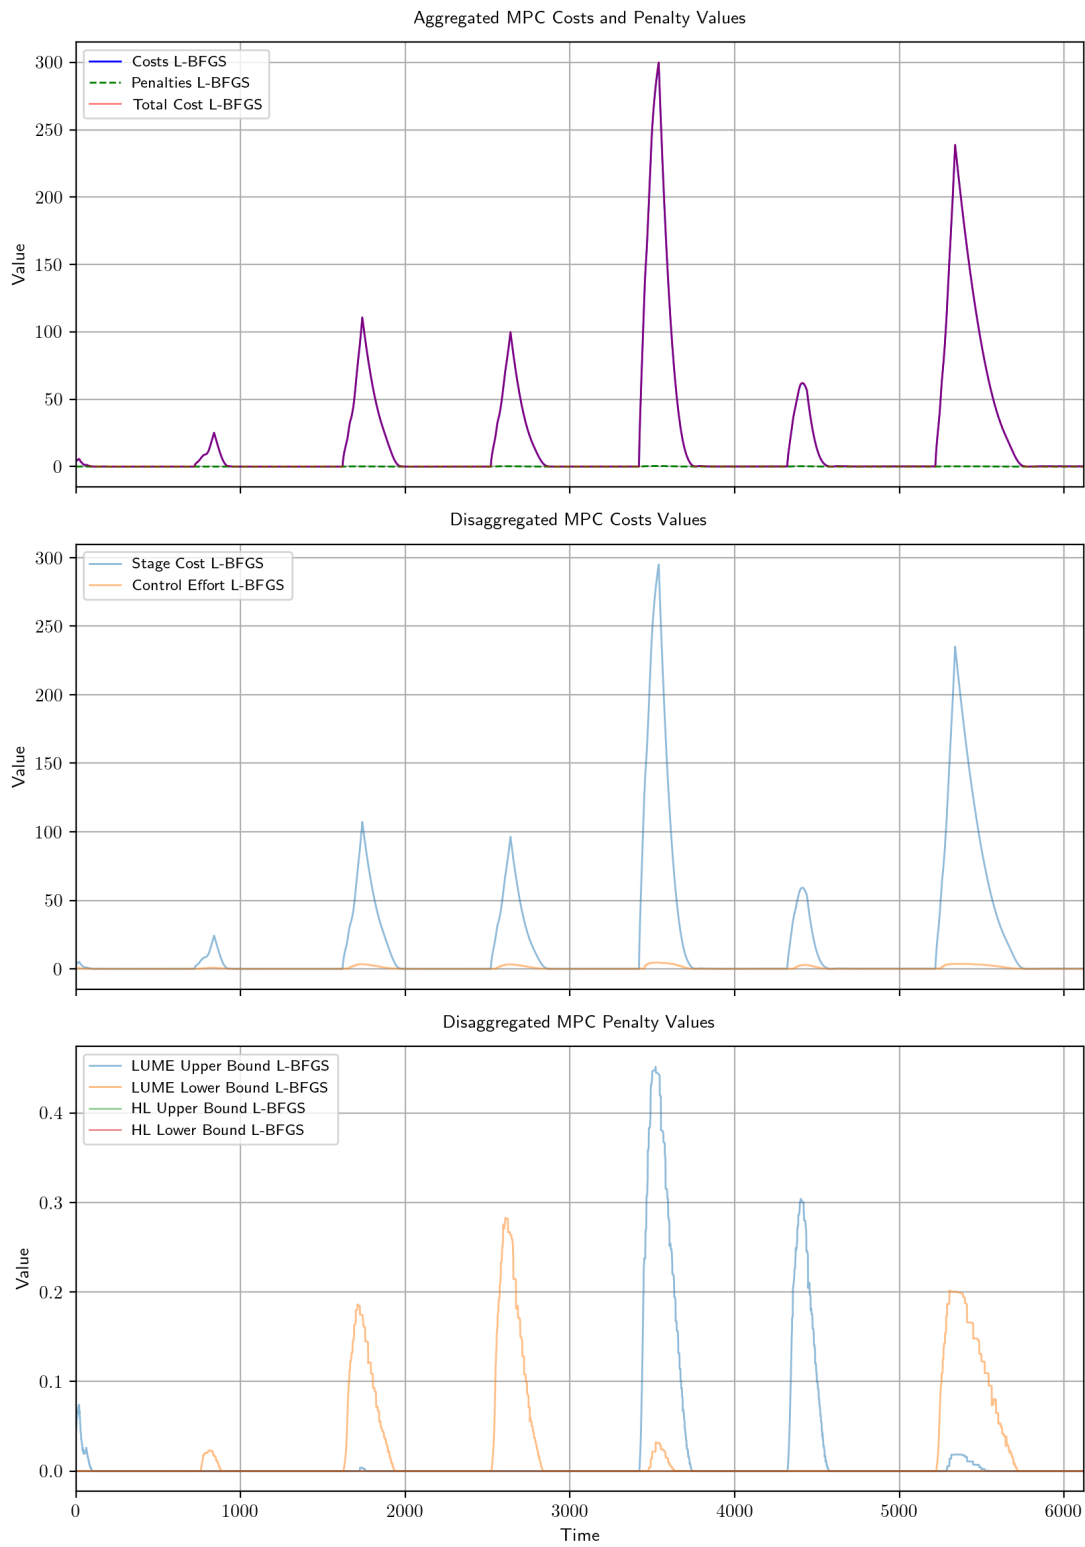 Aggregated MPC Costs and Penalty Values
Costs L-BFGS
Penalties L-BFGS
Total Cost L-BFGS
300
250
200
150
100
50
0
Value
Disaggregated MPC Costs Values
Stage Cost L-BFGS
Control Effort L-BFGS
300
250
200
150
100
50
0
Value
Disaggregated MPC Penalty Values
LUME Upper Bound L-BFGS
LUME Lower Bound L-BFGS
HL Upper Bound L-BFGS
HL Lower Bound L-BFGS
0.4
0.3
0.2
0.1
0.0
Value
0 1000 2000 3000 4000 5000 6000
Time